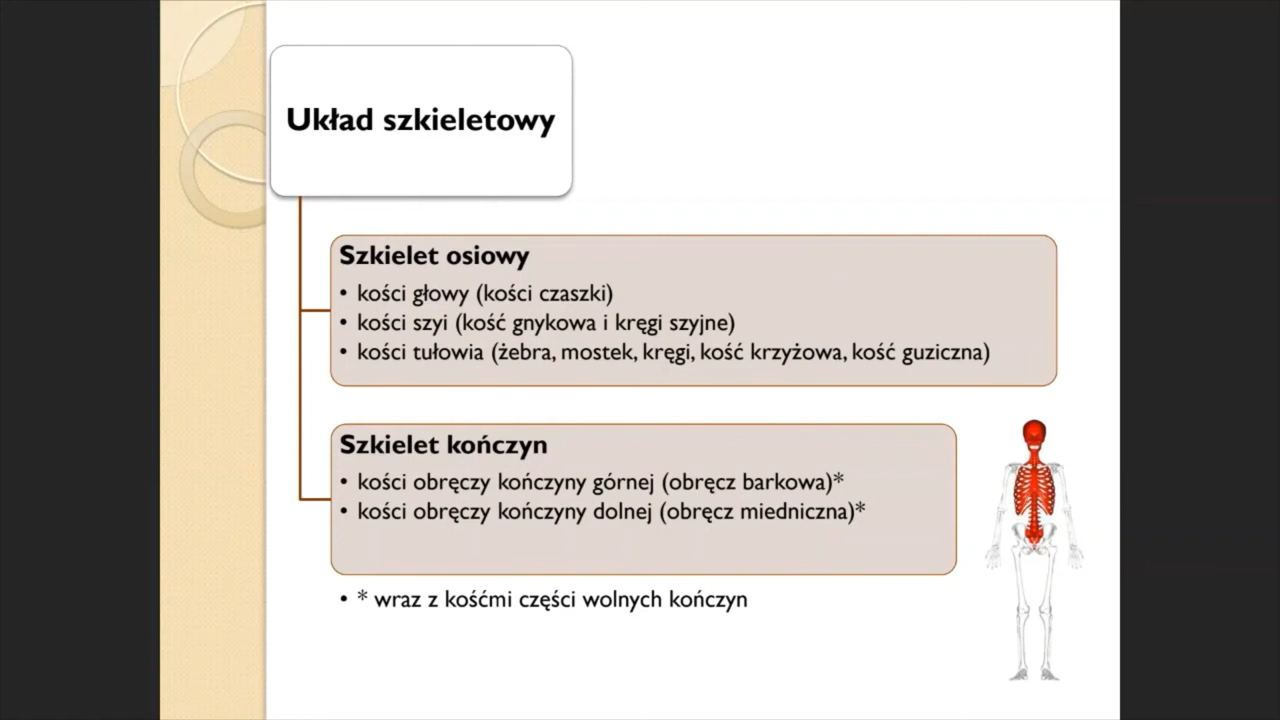 Układ szkieletowy
Szkielet osiowy
• kości głowy (kości czaszki)
• kości szyi (kość gnykowa i kręgi szyjne)
• kości tułowia (żebra, mostek, kręgi, kość krzyżowa, kość guziczna)
Szkielet kończyn
• kości obręczy kończyny górnej (obręcz barkowa)*
• kości obręczy kończyny dolnej (obręcz miedniczna)*
• * wraz z kośćmi części wolnych kończyn